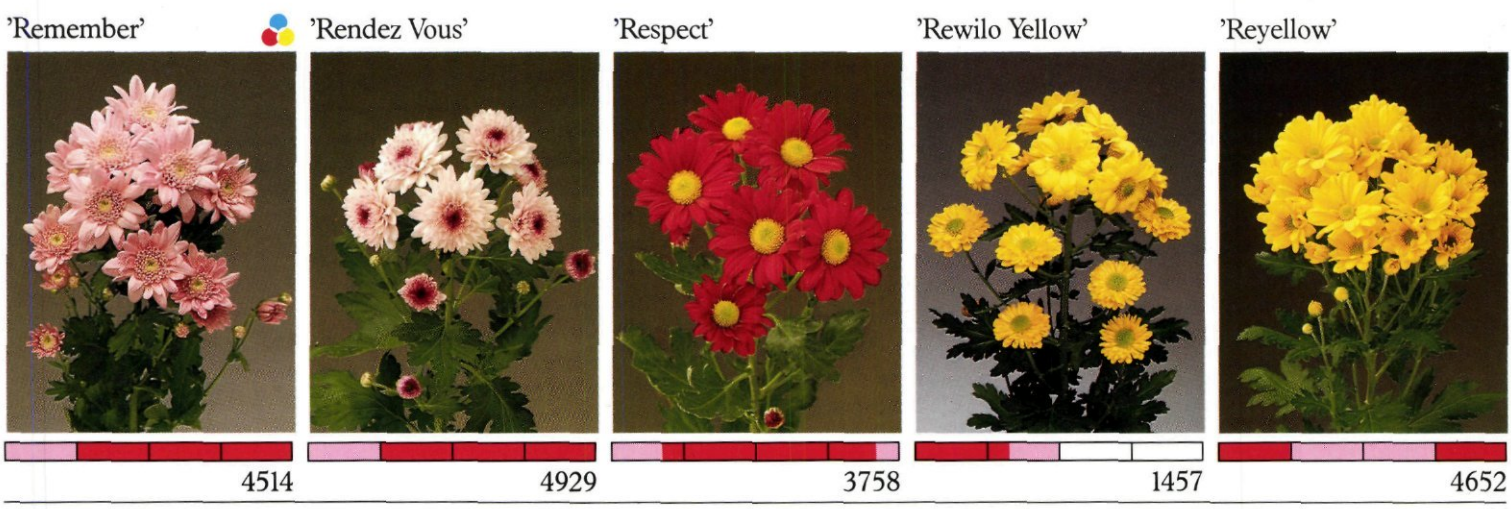 ’Remember’
’Rendez Vous’
’Respect’
’Rewilo Yellow’
’Reyellow’
4514
4929
3758
1457
4652